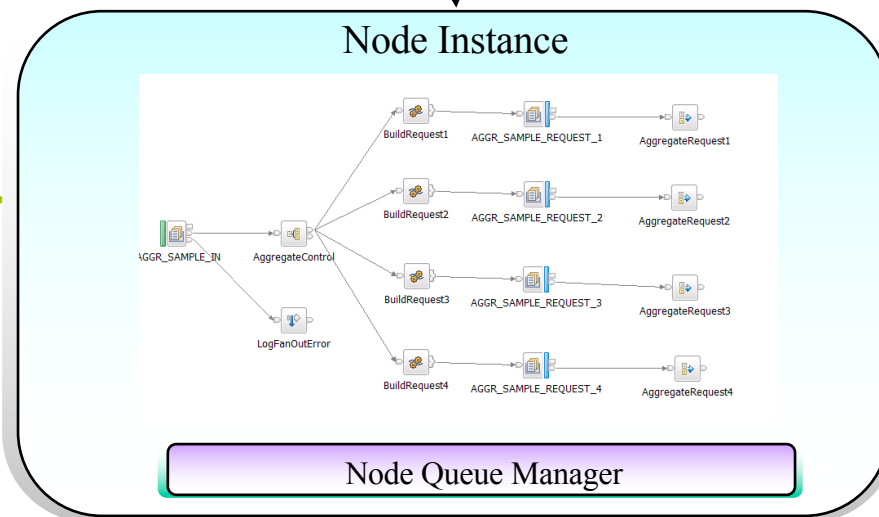 Node Instance
BuildRequest1
AGGR_SAMPLE_REQUEST_1
AggregateRequest1
BuildRequest2
AGGR_SAMPLE_REQUEST_2
AggregateRequest2
AGGR_SAMPLE_IN
AggregateControl
BuildRequest3
AGGR_SAMPLE_REQUEST_3
AggregateRequest3
LogFanOutError
BuildRequest4
AGGR_SAMPLE_REQUEST_4
AggregateRequest4
Node Queue Manager